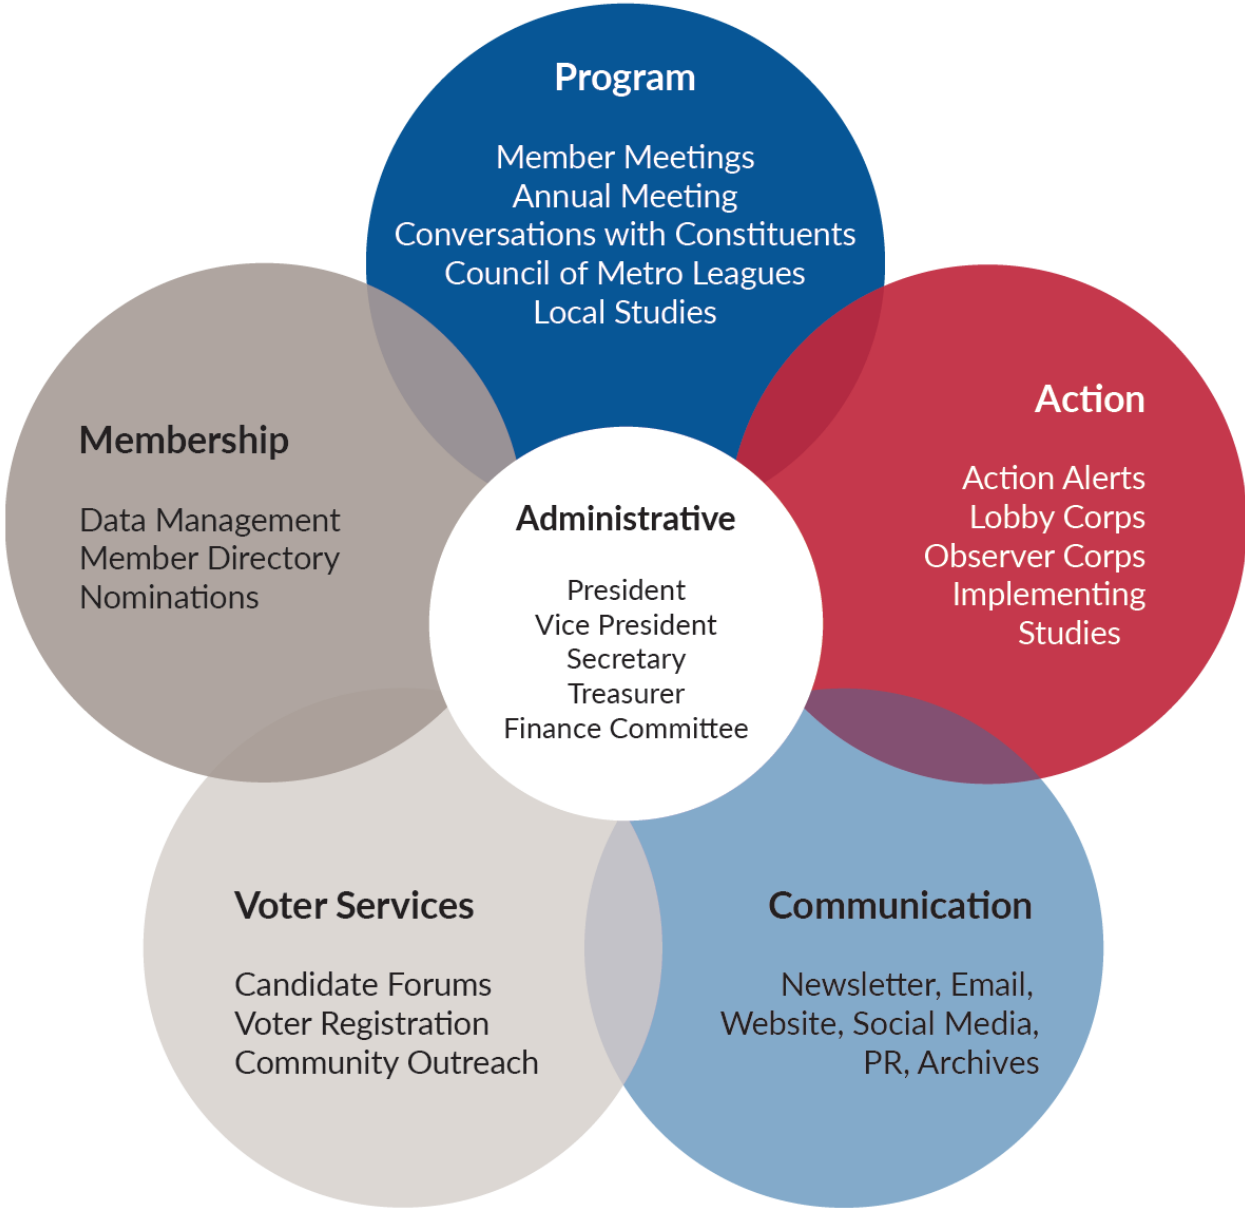 Program
Member Meetings
Annual Meeting
Conversations with Constituents
Council of Metro Leagues
Local Studies
Action
Action Alerts
Lobby Corps
Observer Corps
Implementing
Studies
Membership
Data Management
Member Directory
Nominations
Administrative
President
Vice President
Secretary
Treasurer
Finance Committee
Voter Services
Candidate Forums
Voter Registration
Community Outreach
Communication
Newsletter, Email,
Website, Social Media,
PR, Archives